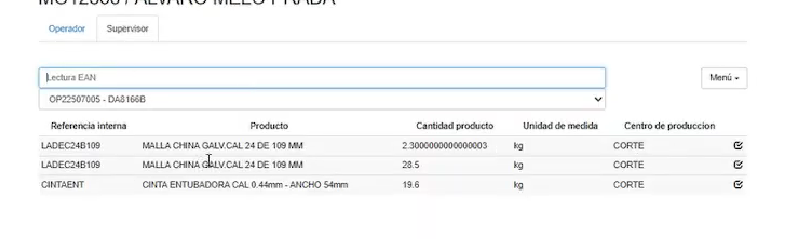 Operador Supervisor
Lectura EAN
Menú
OP22507005 - DA8166B
Referencia interna Producto Cantidad producto Unidad de medida Centro de produccion
LADEC24B109 MALLA CHINA GALV.CAL 24 DE 109 MM 2.3000000000000003 kg CORTE
LADEC24B109 MALLA CHINA GALV.CAL 24 DE 109 MM 28.5 kg CORTE
CINTAENT CINTA ENTUBADORA CAL 0.44mm - ANCHO 54mm 19.6 kg CORTE